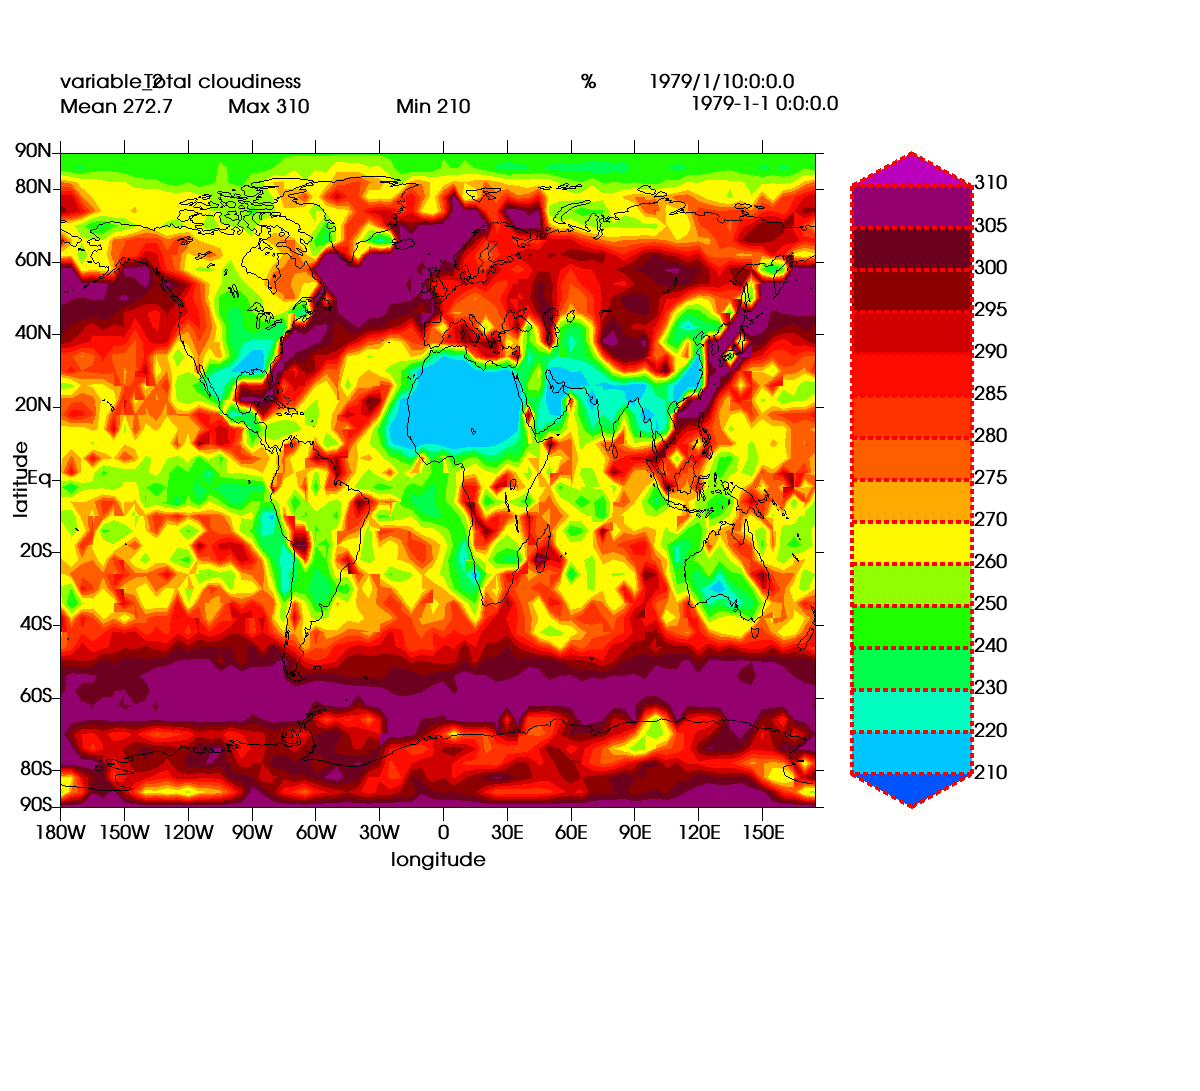 variable_2 Total cloudiness % 1979/1/10:0:0.0
Mean 272.7 Max 310 Min 210 1979-1-1 0:0:0.0
90N
80N
60N
40N
20N
Eq
20S
40S
60S
80S
90S
latitude
180W 150W 120W 90W 60W 30W 0 30E 60E 90E 120E 150E
longitude
310
305
300
295
290
285
280
275
270
260
250
240
230
220
210